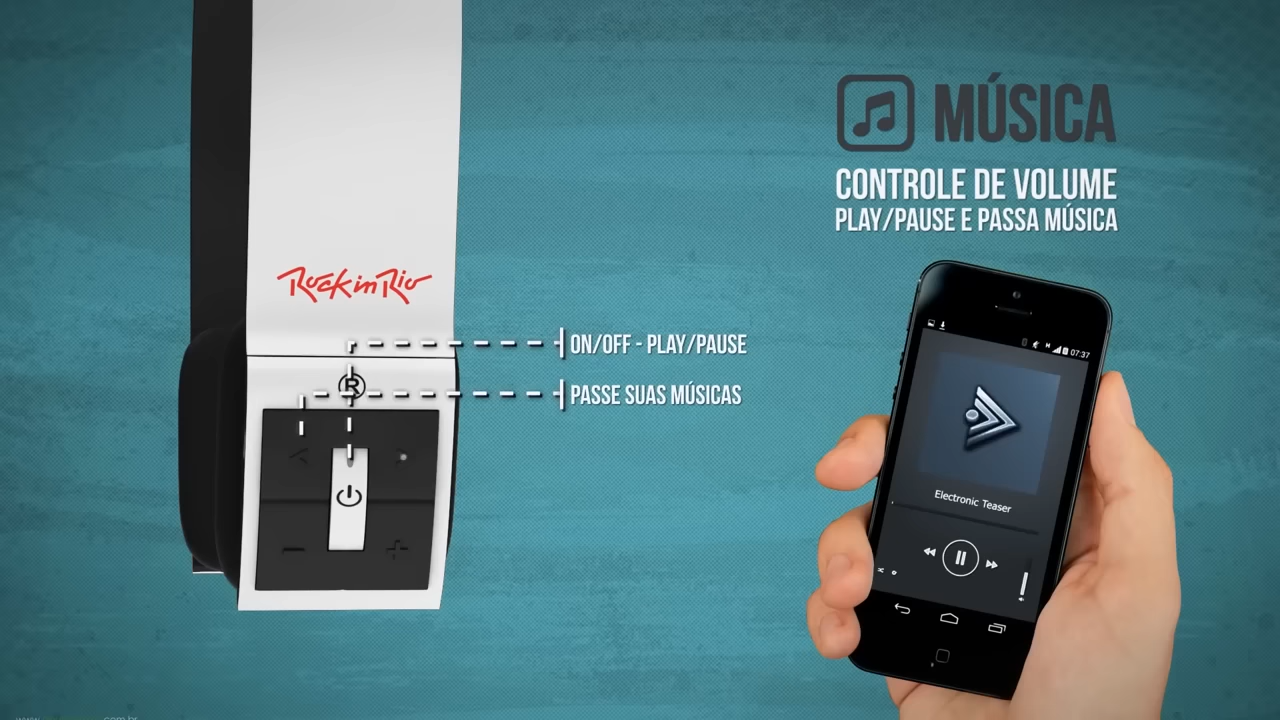 MÚSICA
CONTROLE DE VOLUME
PLAY/PAUSE E PASSA MÚSICA
Rock in Rio
ON/OFF - PLAY/PAUSE
®
PASSE SUAS MÚSICAS
07:37
Electronic Teaser